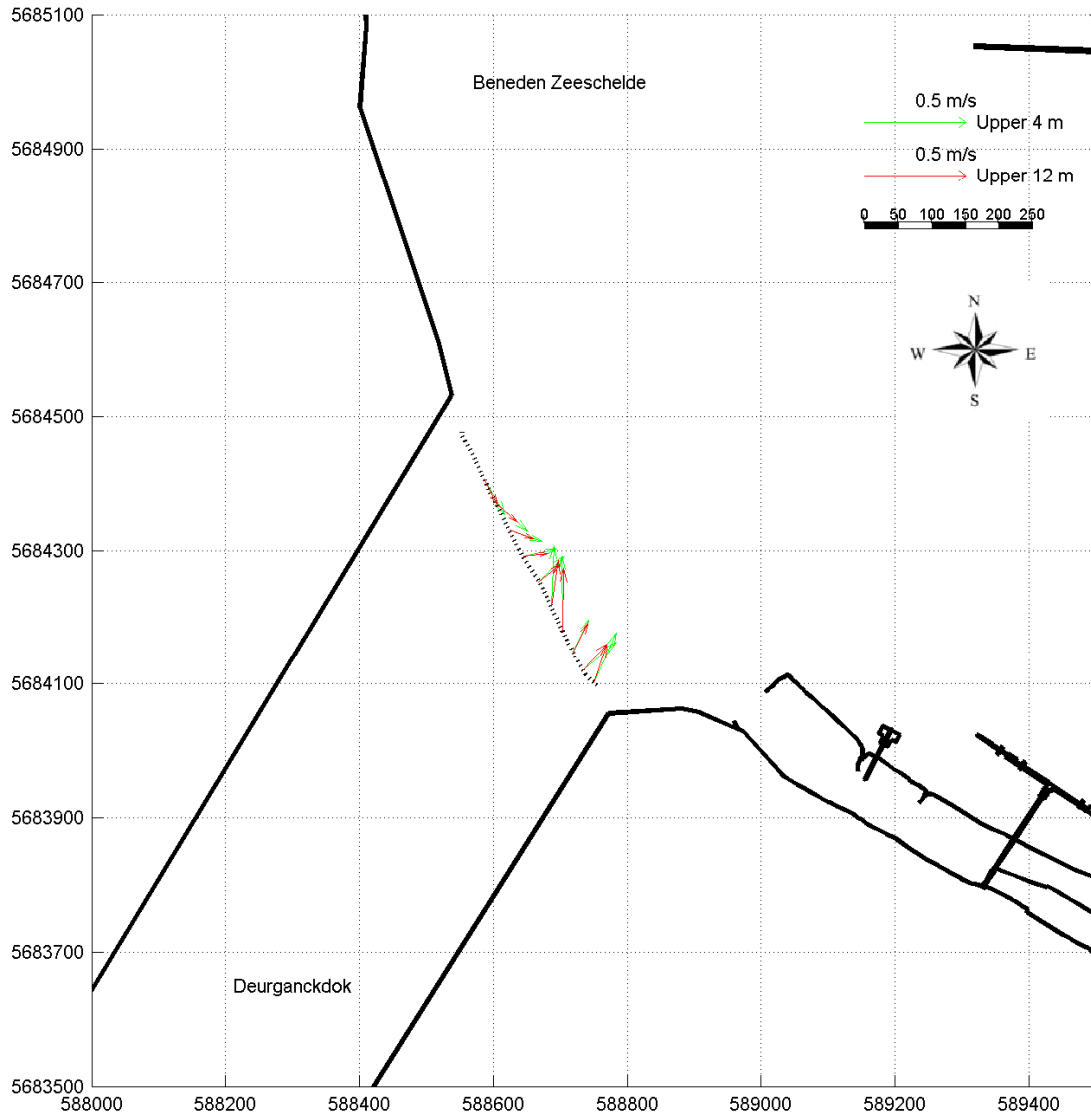 5685100
Beneden Zeeschelde
0.5 m/s
Upper 4 m
5684900
0.5 m/s
Upper 12 m
0 50 100 150 200 250
5684700
N
W E
S
5684500
5684300
5684100
5683900
5683700
Deurganckdok
5683500
588000 588200 588400 588600 588800 589000 589200 589400